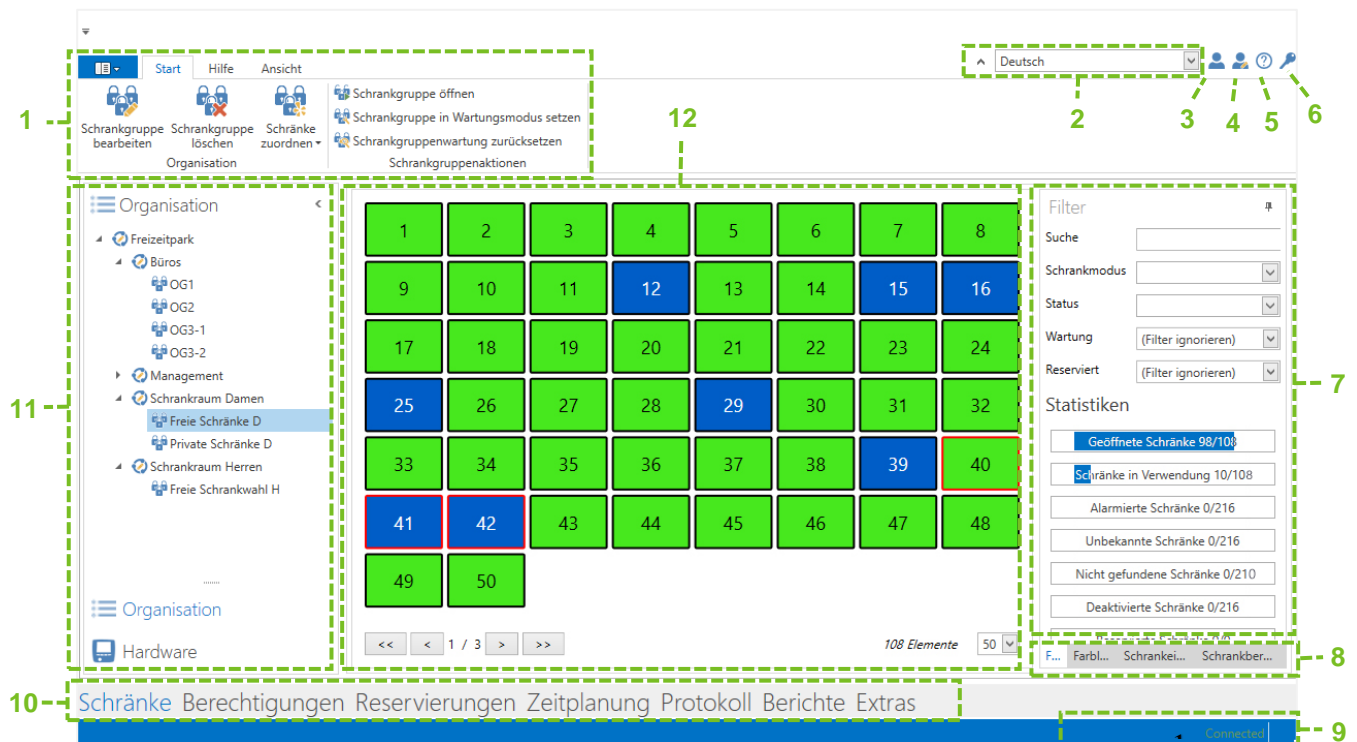 Start Hilfe Ansicht
Deutsch
Schrankgruppe bearbeiten
Schrankgruppe löschen
Schränke zuordnen
Organisation
Schrankgruppe öffnen
Schrankgruppe in Wartungsmodus setzen
Schrankgruppenwartung zurücksetzen
Schrankgruppenaktionen
1
2
3
4
5
6
12
Organisation
Freizeitpark
Büros
OG1
OG2
OG3-1
OG3-2
Management
Schrankraum Damen
Freie Schränke D
Private Schränke D
Schrankraum Herren
Freie Schrankwahl H
Organisation
Hardware
11
1 2 3 4 5 6 7 8
9 10 11 12 13 14 15 16
17 18 19 20 21 22 23 24
25 26 27 28 29 30 31 32
33 34 35 36 37 38 39 40
41 42 43 44 45 46 47 48
49 50
<< < 1 / 3 > >>
108 Elemente 50
Filter
Suche
Schrankmodus
Status
Wartung (Filter ignorieren)
Reserviert (Filter ignorieren)
Statistiken
Geöffnete Schränke 98/108
Schränke in Verwendung 10/108
Alarmierte Schränke 0/216
Unbekannte Schränke 0/216
Nicht gefundene Schränke 0/210
Deaktivierte Schränke 0/216
7
F... Farbl... Schrankei... Schrankber...
8
10
Schränke Berechtigungen Reservierungen Zeitplanung Protokoll Berichte Extras
Connected
9